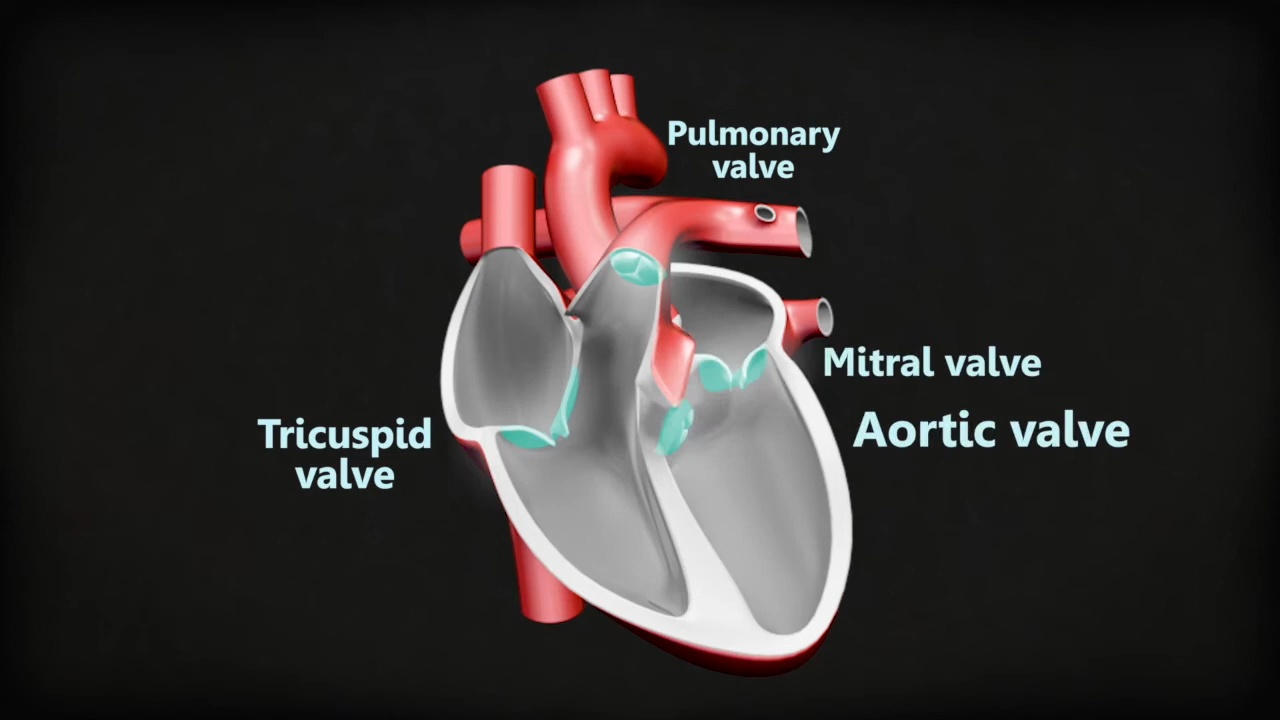 Pulmonary
valve
Mitral valve
Aortic valve
Tricuspid
valve